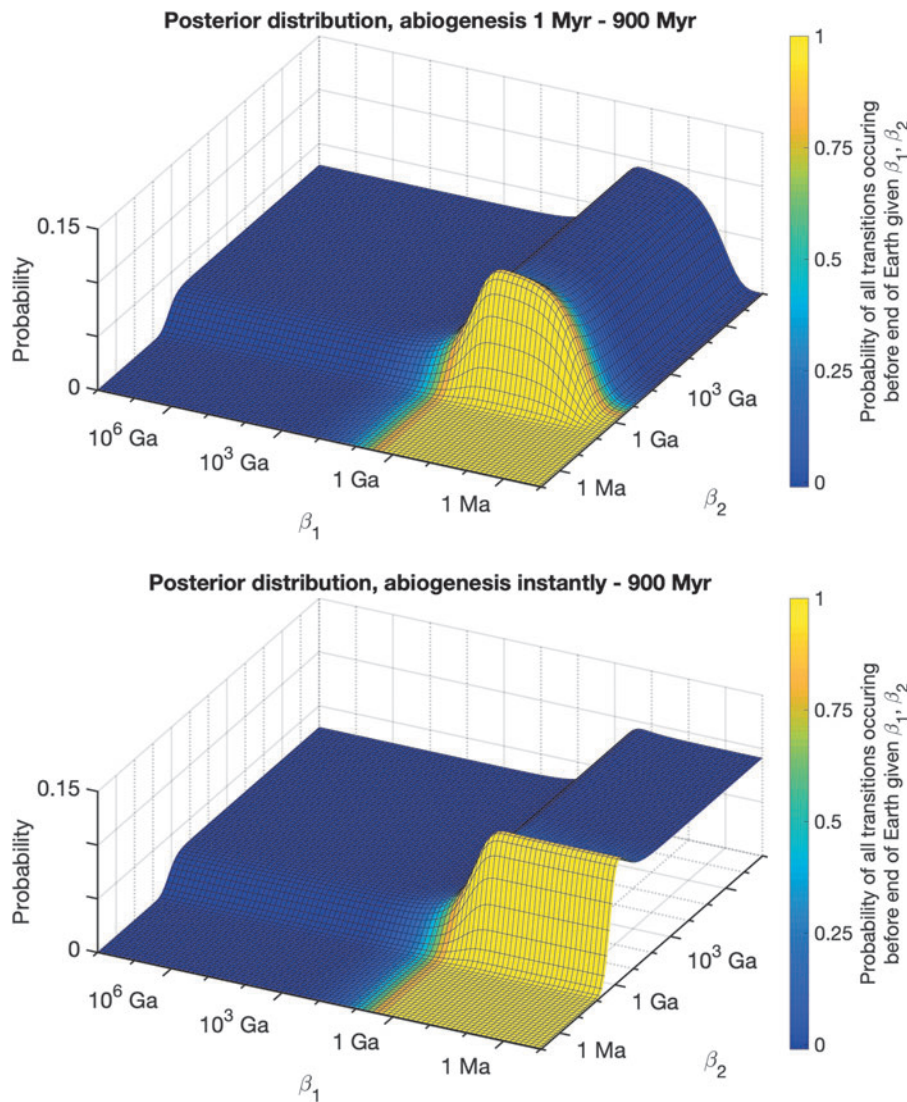 Posterior distribution, abiogenesis 1 Myr - 900 Myr
0.15
0
Probability
10⁶ Ga
10³ Ga
1 Ga
1 Ma
β₁
1 Ma
1 Ga
10³ Ga
β₂
1
0.75
0.5
0.25
0
Probability of all transitions occuring
before end of Earth given β₁, β₂
Posterior distribution, abiogenesis instantly - 900 Myr
0.15
0
Probability
10⁶ Ga
10³ Ga
1 Ga
1 Ma
β₁
1 Ma
1 Ga
10³ Ga
β₂
1
0.75
0.5
0.25
0
Probability of all transitions occuring
before end of Earth given β₁, β₂